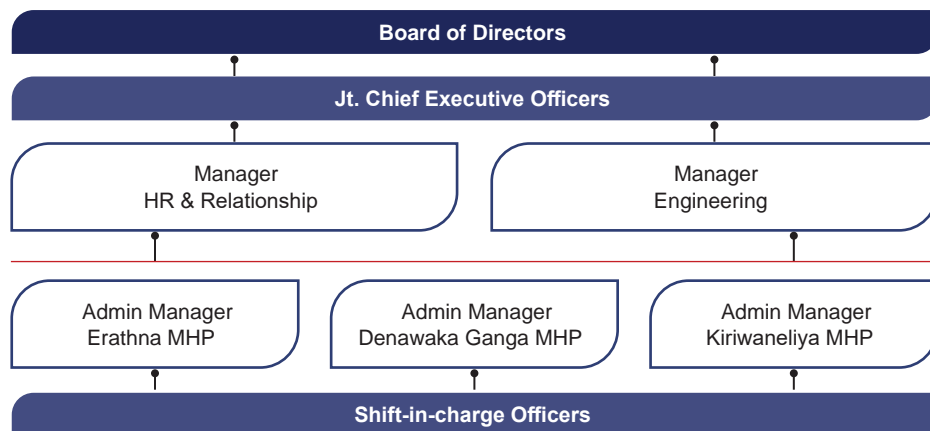 Board of Directors
Jt. Chief Executive Officers
Manager
HR & Relationship
Manager
Engineering
Admin Manager
Erathna MHP
Admin Manager
Denawaka Ganga MHP
Admin Manager
Kiriwaneliya MHP
Shift-in-charge Officers